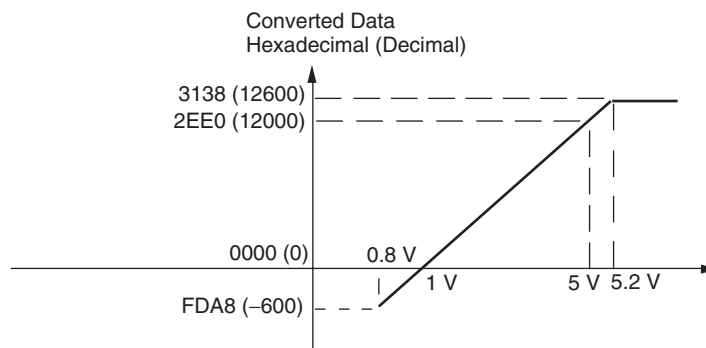 Converted Data
Hexadecimal (Decimal)
3138 (12600)
2EE0 (12000)
0000 (0)
0.8 V
1 V
5 V
5.2 V
FDA8 (−600)